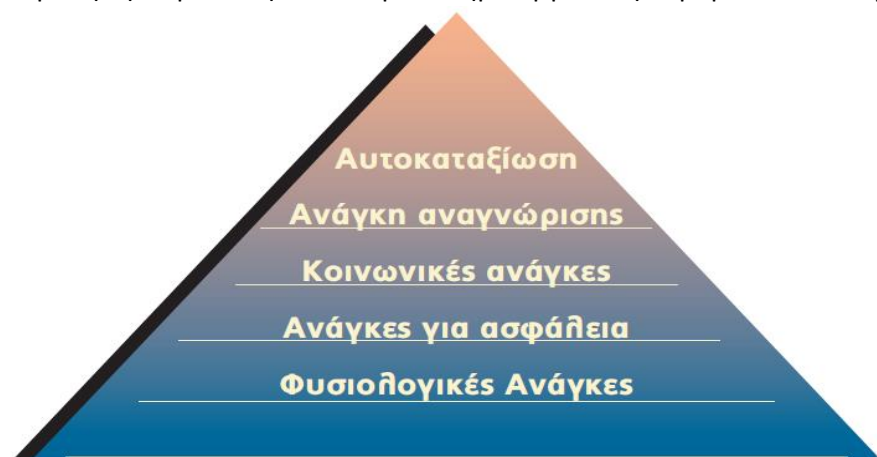 Αυτοκαταξίωση
Ανάγκη αναγνώρισης
Κοινωνικές ανάγκες
Ανάγκες για ασφάλεια
Φυσιολογικές Ανάγκες